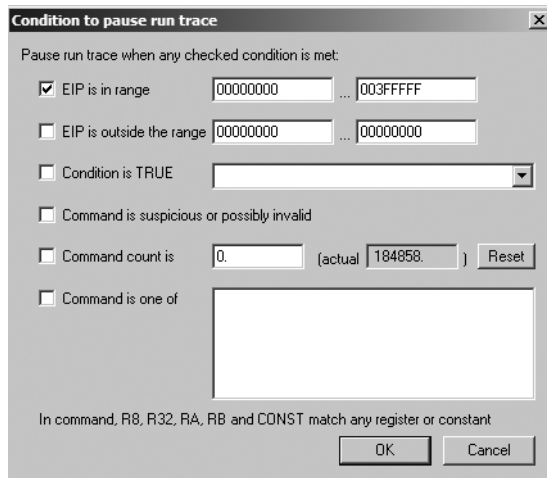 Condition to pause run trace
Pause run trace when any checked condition is met:
EIP is in range 00000000 ... 003FFFFF
EIP is outside the range 00000000 ... 00000000
Condition is TRUE
Command is suspicious or possibly invalid
Command count is 0. (actual 184858. ) Reset
Command is one of
In command, R8, R32, RA, RB and CONST match any register or constant
OK Cancel